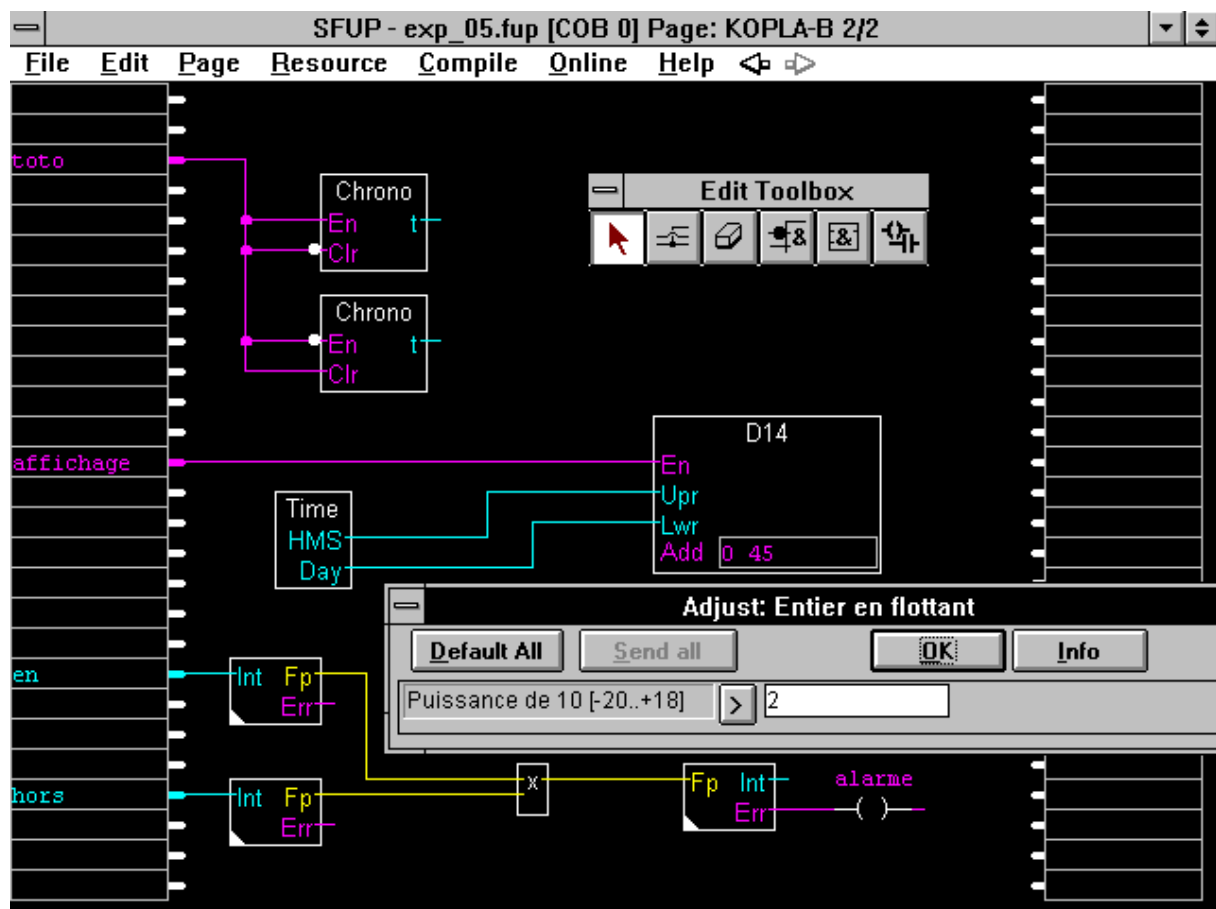 SFUP - exp_05.fup [COB 0] Page: KOPLA-B 2/2
File Edit Page Resource Compile Online Help
toto
Chrono
En t
Clr
Edit Toolbox
& &
Chrono
En t
Clr
affichage
D14
En
Upr
Lwr
Add 0 45
Time
HMS
Day
Adjust: Entier en flottant
Default All Send all OK Info
Puissance de 10 [-20..+18] > 2
en
Int Fp
Err
hors
Int Fp
Err
x
Fp Int
Err
alarme
( )